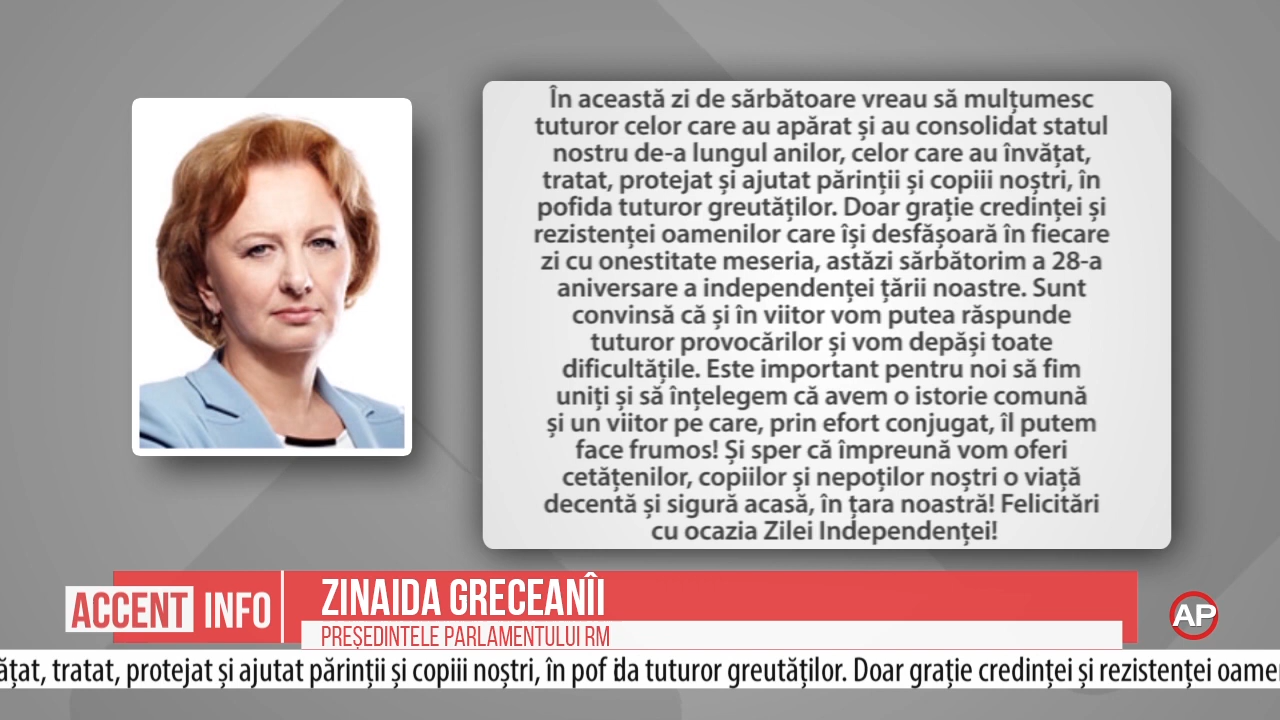 În această zi de sărbătoare vreau să mulțumesc
tuturor celor care au apărat și au consolidat statul
nostru de-a lungul anilor, celor care au învățat,
tratat, protejat și ajutat părinții și copiii noștri, în
pofida tuturor greutăților. Doar grație credinței și
rezistenței oamenilor care își desfășoară în fiecare
zi cu onestitate meseria, astăzi sărbătorim a 28-a
aniversare a independenței țării noastre. Sunt
convinsă că și în viitor vom putea răspunde
tuturor provocărilor și vom depăși toate
dificultățile. Este important pentru noi să fim
uniți și să înțelegem că avem o istorie comună
și un viitor pe care, prin efort conjugat, îl putem
face frumos! Și sper că împreună vom oferi
cetățenilor, copiilor și nepoților noștri o viață
decentă și sigură acasă, în țara noastră! Felicitări
cu ocazia Zilei Independenței!
ACCENT INFO
ZINAIDA GRECEANÎI
PREȘEDINTELE PARLAMENTULUI RM
AP
ățat, tratat, protejat și ajutat părinții și copiii noștri, în pofida tuturor greutăților. Doar grație credinței și rezistenței oame